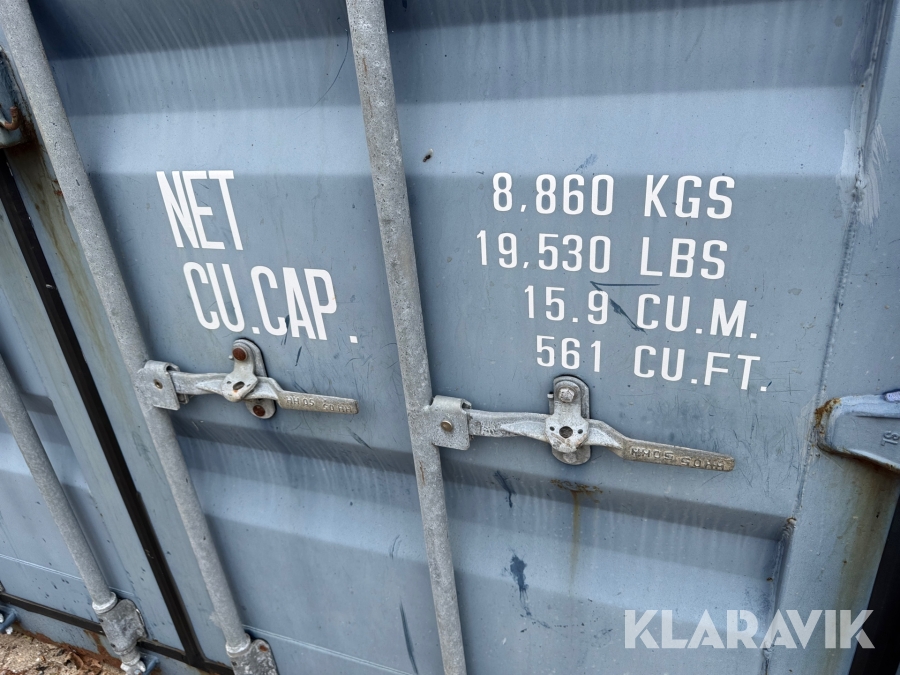 NET 8,860 KGS
19,530 LBS
CU.CAP. 15.9 CU.M.
561 CU.FT.
KLARAVIK